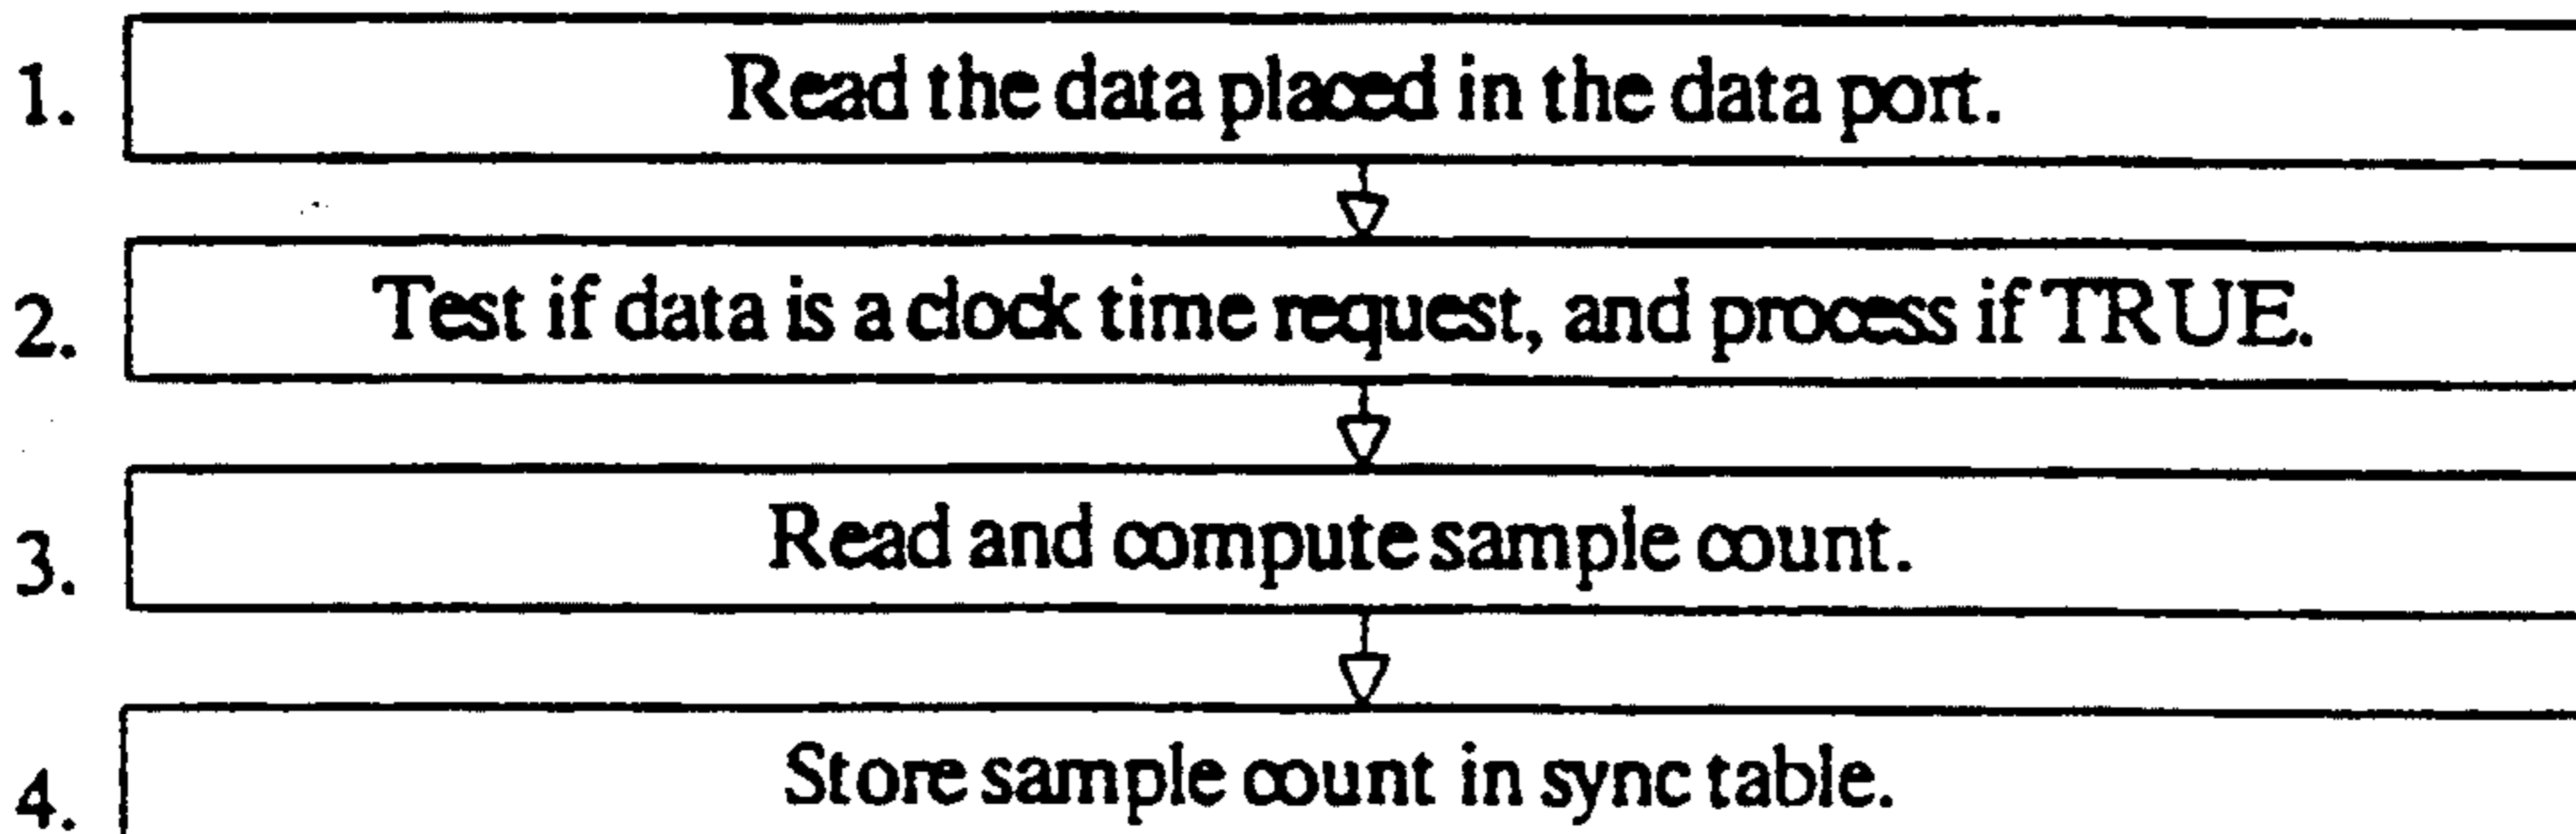 1. Read the data placed in the data port.
2. Test if data is a clock time request, and process if TRUE.
3. Read and compute sample count.
4. Store sample count in sync table.